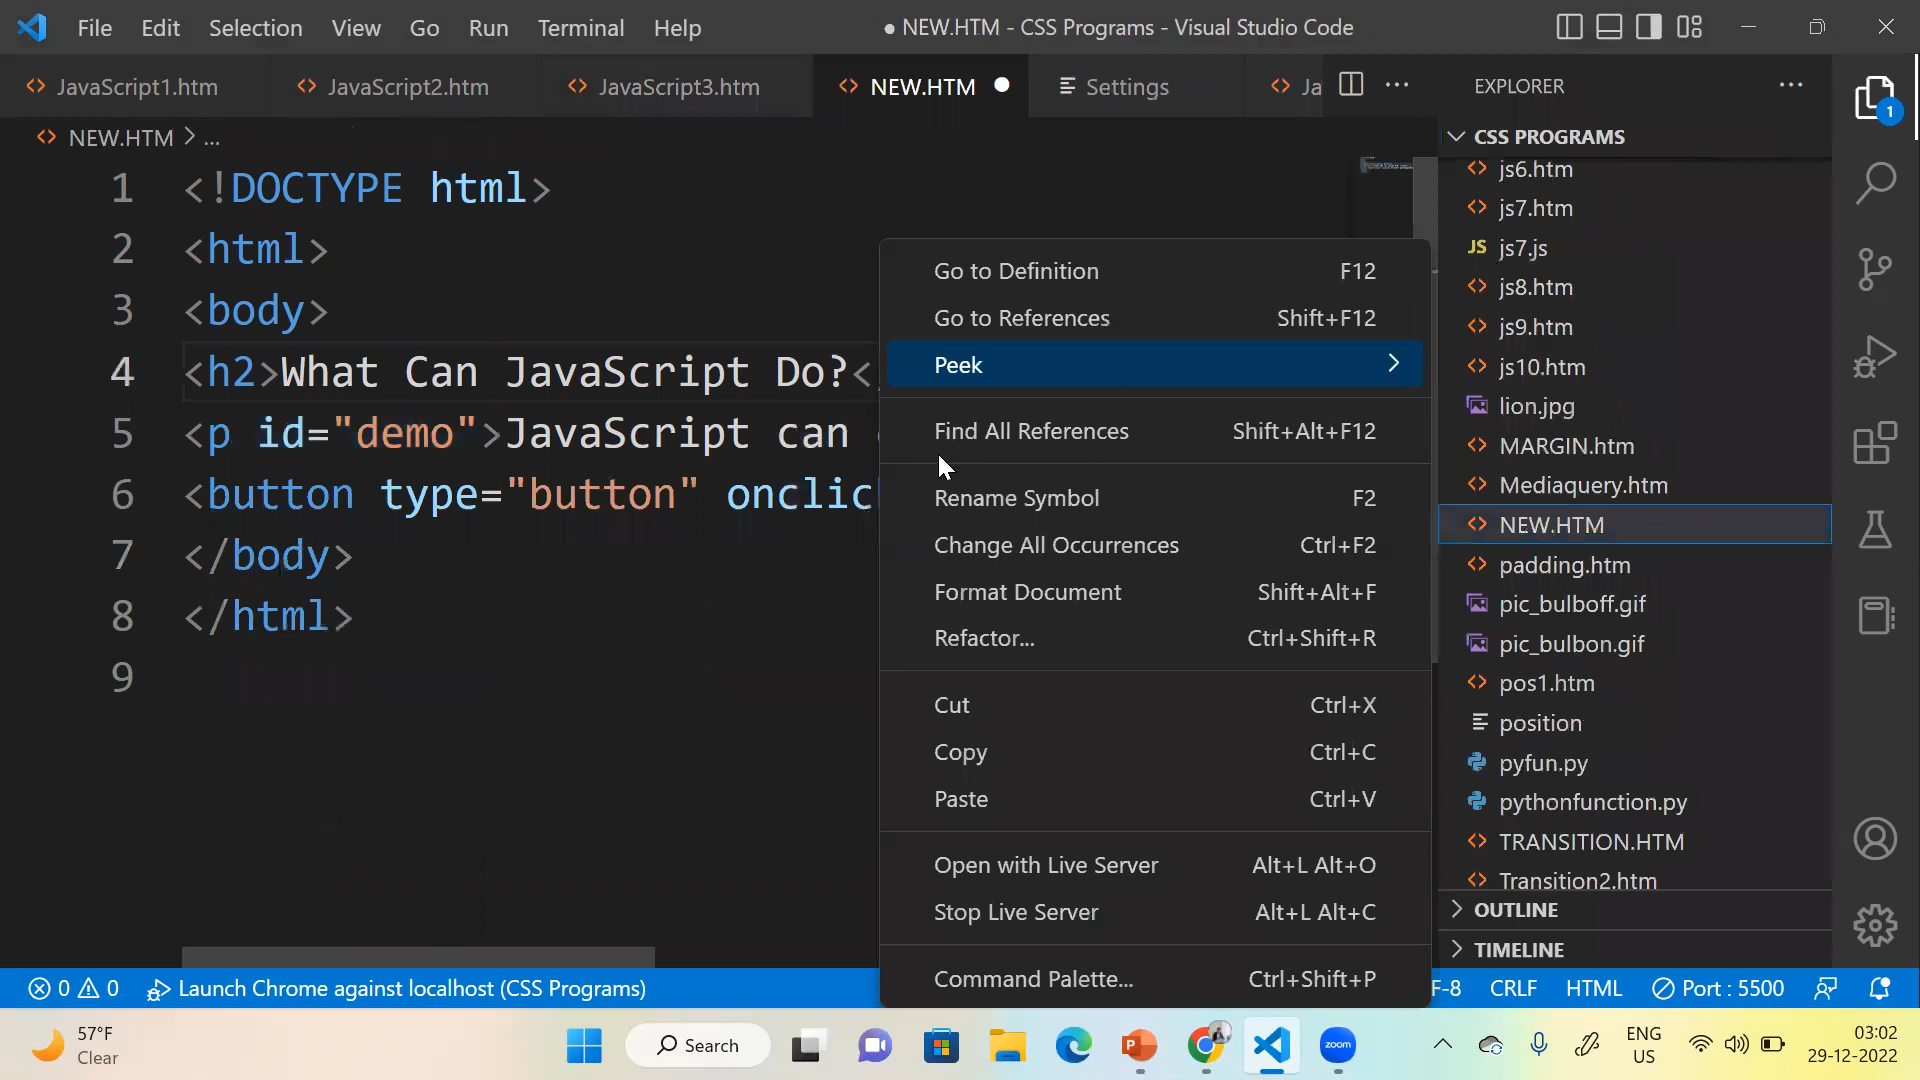 File Edit Selection View Go Run Terminal Help
● NEW.HTM - CSS Programs - Visual Studio Code
JavaScript1.htm JavaScript2.htm JavaScript3.htm NEW.HTM Settings Ja
NEW.HTM > ...
1 <!DOCTYPE html>
2 <html>
3 <body>
4 <h2>What Can JavaScript Do?<
5 <p id="demo">JavaScript can
6 <button type="button" onclic
7 </body>
8 </html>
9
Go to Definition F12
Go to References Shift+F12
Peek
Find All References Shift+Alt+F12
Rename Symbol F2
Change All Occurrences Ctrl+F2
Format Document Shift+Alt+F
Refactor... Ctrl+Shift+R
Cut Ctrl+X
Copy Ctrl+C
Paste Ctrl+V
Open with Live Server Alt+L Alt+O
Stop Live Server Alt+L Alt+C
Command Palette... Ctrl+Shift+P
EXPLORER
CSS PROGRAMS
js6.htm
js7.htm
JS js7.js
js8.htm
js9.htm
js10.htm
lion.jpg
MARGIN.htm
Mediaquery.htm
NEW.HTM
padding.htm
pic_bulboff.gif
pic_bulbon.gif
pos1.htm
position
pyfun.py
pythonfunction.py
TRANSITION.HTM
Transition2.htm
OUTLINE
TIMELINE
1
0 0 Launch Chrome against localhost (CSS Programs)
F-8 CRLF HTML Port : 5500
57°F
Clear
Search
P
zoom
ENG
US
03:02
29-12-2022